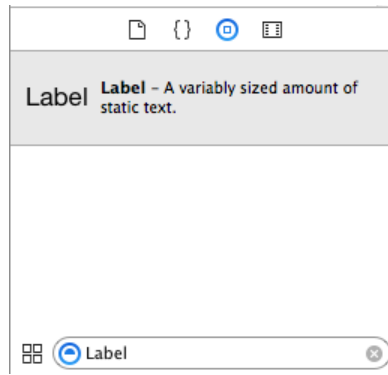 {}
Label
Label – A variably sized amount of
static text.
Label